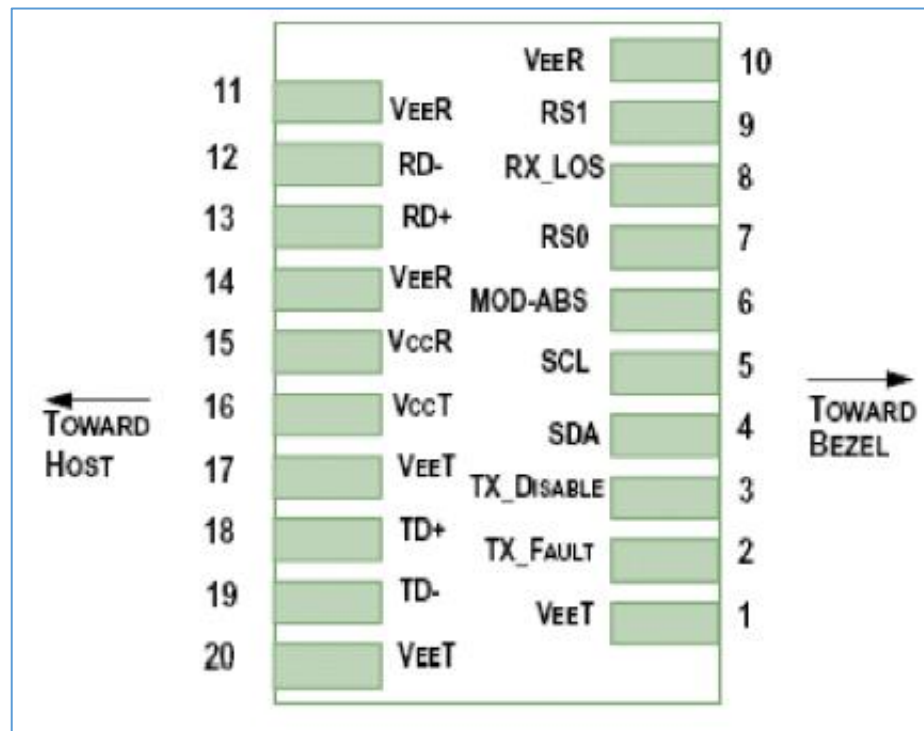 11 VEER
12 RD-
13 RD+
14 VEER
15 VCCR
16 VCCT
17 VEET
18 TD+
19 TD-
20 VEET
VEER 10
RS1 9
RX_LOS 8
RS0 7
MOD-ABS 6
SCL 5
SDA 4
TX_DISABLE 3
TX_FAULT 2
VEET 1
TOWARD
HOST
TOWARD
BEZEL